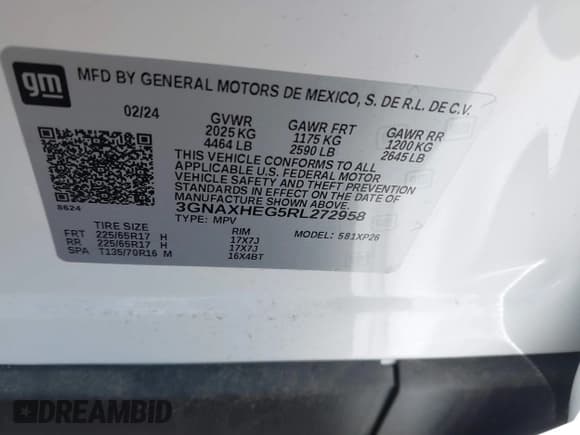 gm
MFD BY GENERAL MOTORS DE MEXICO, S. DE R.L. DE C.V.
02/24 GVWR GAWR FRT GAWR RR
2025 KG 1175 KG 1200 KG
4464 LB 2590 LB 2645 LB
THIS VEHICLE CONFORMS TO ALL
APPLICABLE U.S. FEDERAL MOTOR
VEHICLE SAFETY AND BUMPER
STANDARDS IN EFFECT ON THE DATE OF
MANUFACTURE SHOWN ABOVE.
8624
3GNAXHEG5RL272958
TYPE: MPV MODEL: 581XP26
TIRE SIZE RIM
FRT 225/65R17 H 17X7J
RR 225/65R17 H 17X7J
SPA T135/70R16 M 16X4BT
DREAMBID